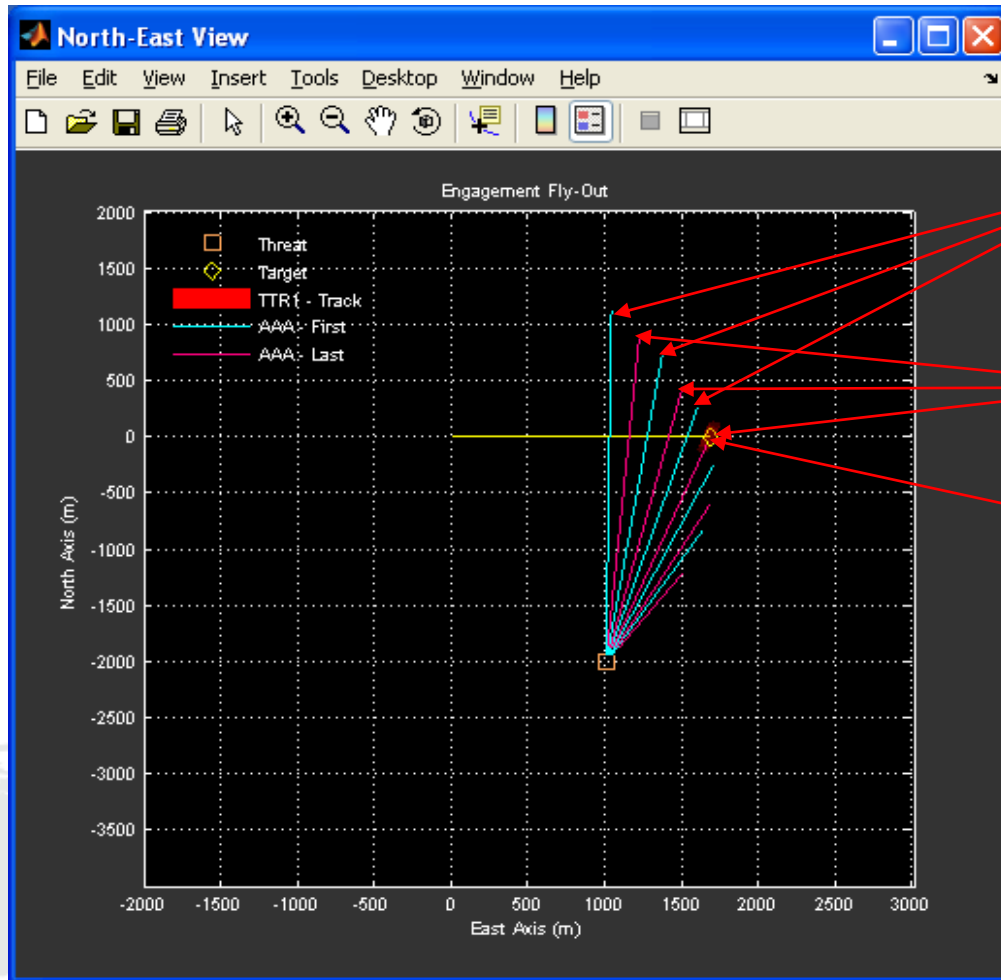 North-East View
File Edit View Insert Tools Desktop Window Help
Engagement Fly-Out
Threat
Target
TTR1 - Track
AAA - First
AAA - Last
2000
1500
1000
500
0
-500
-1000
-1500
-2000
-2500
-3000
-3500
North Axis (m)
-2000 -1500 -1000 -500 0 500 1000 1500 2000 2500 3000
East Axis (m)